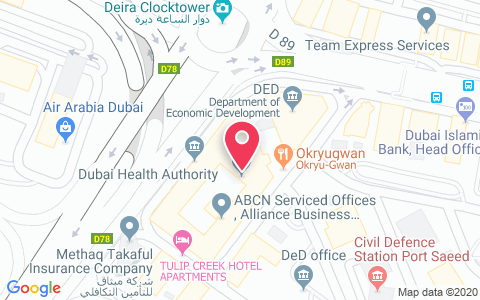 Deira Clocktower
دوار الساعة ديرة
D 89
Team Express Services
D78
D89
DED
Department of
Economic Development
Air Arabia Dubai
Dubai Islami
Bank, Head Offic
Okryugwan
Okryu-Gwan
Dubai Health Authority
ABCN Serviced Offices
, Alliance Business...
D78
Methaq Takaful
Insurance Company
شركة ميثاق
للتأمين التكافلي
TULIP CREEK HOTEL
APARTMENTS
DeD office
Civil Defence
Station Port Saeed
Google
Map data ©2020